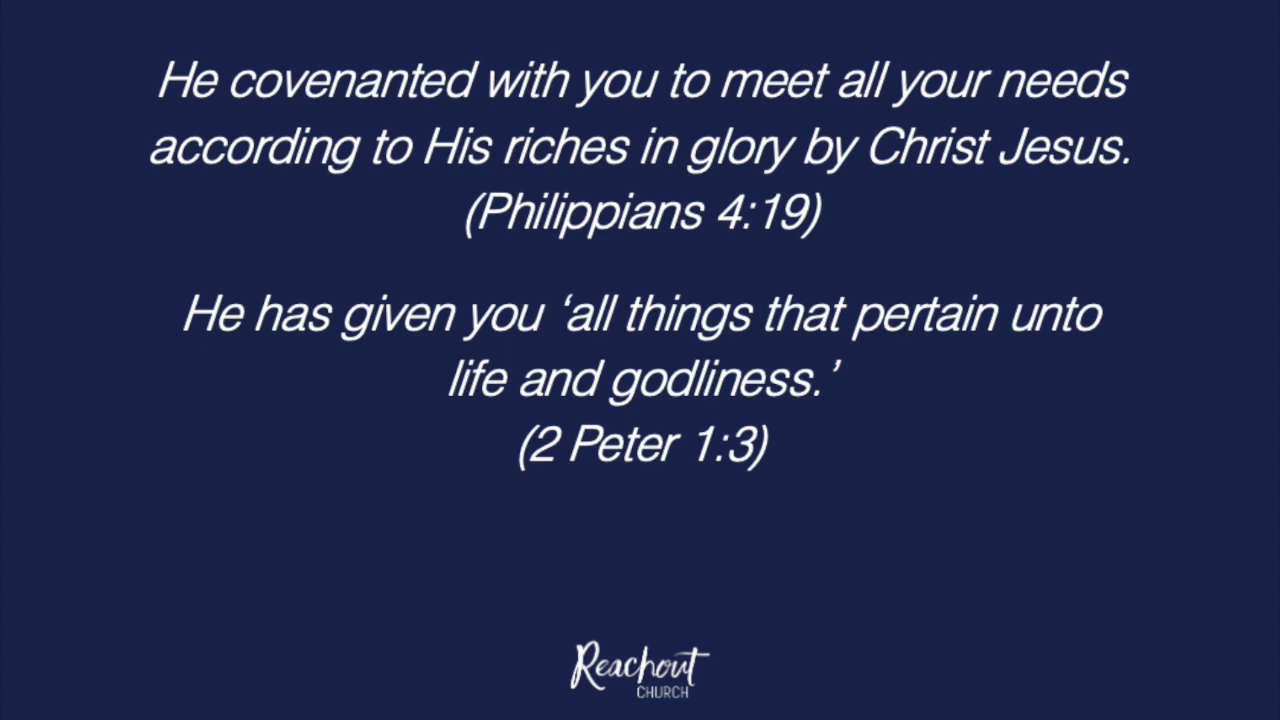 He covenanted with you to meet all your needs
according to His riches in glory by Christ Jesus.
(Philippians 4:19)
He has given you ‘all things that pertain unto
life and godliness.’
(2 Peter 1:3)
Reachout
CHURCH